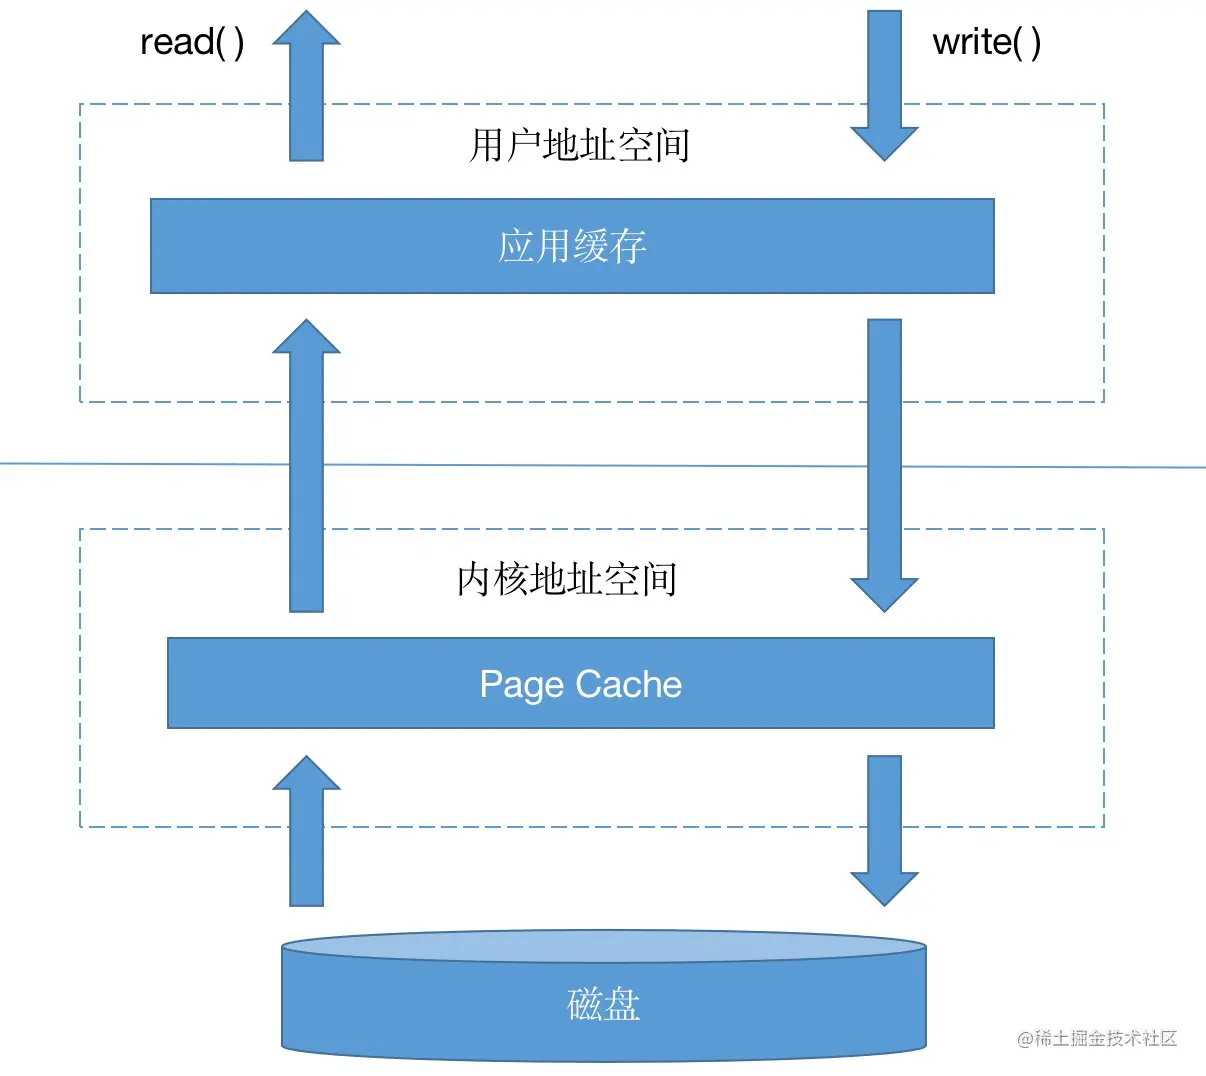 read( )
write( )
用户地址空间
应用缓存
内核地址空间
Page Cache
磁盘
@稀土掘金技术社区